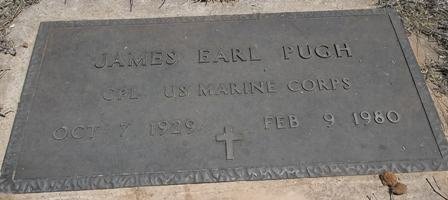 JAMES EARL PUGH
CPL US MARINE CORPS
OCT 7 1929 FEB 9 1980